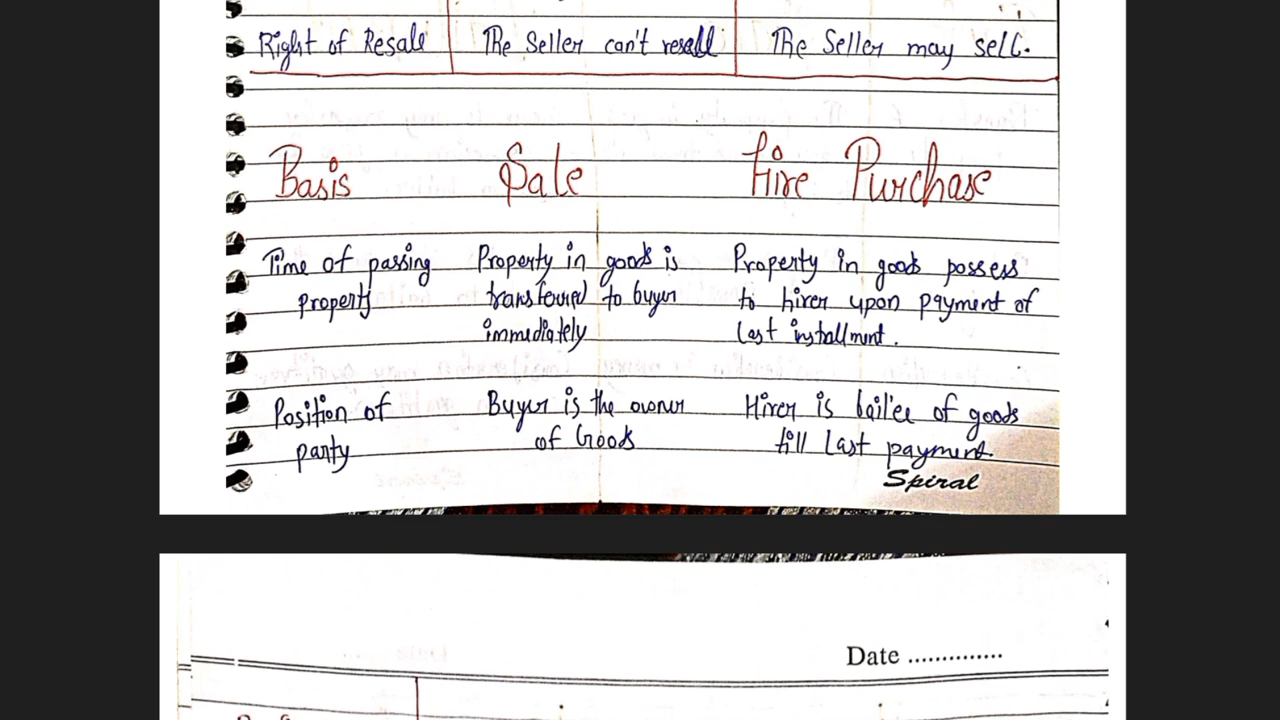 Right of Resale The Seller can't resell The Seller may sell.
Basis Sale Hire Purchase
Time of passing Property in goods is Property in goods possess
property transferred to buyer to hirer upon payment of
immediately last installment.
Position of Buyer is the owner Hirer is bailee of goods
party of Goods till last payment.
Spiral
Date ..............